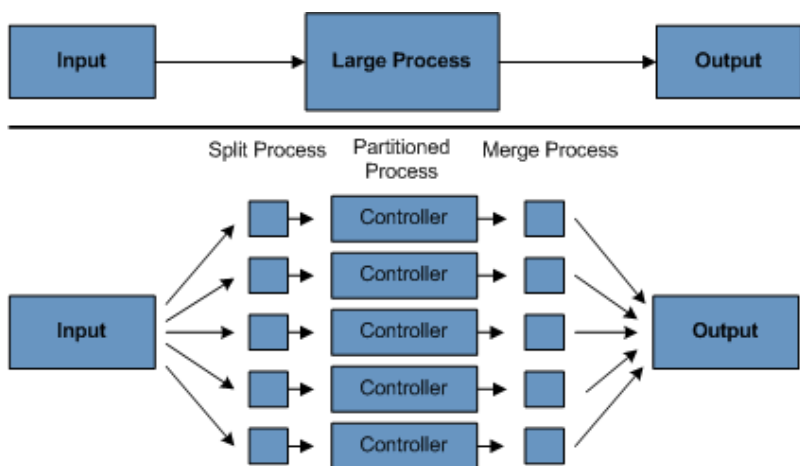 Input
Large Process
Output
Split Process
Partitioned
Process
Merge Process
Controller
Controller
Input
Controller
Output
Controller
Controller